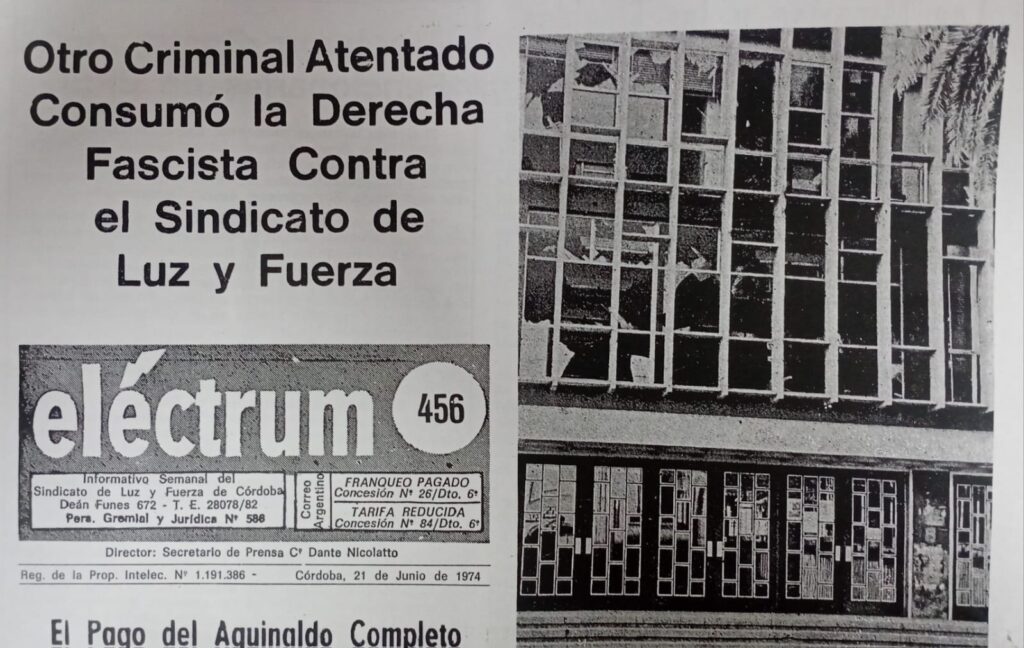 Otro Criminal Atentado
Consumó la Derecha
Fascista Contra
el Sindicato de
Luz y Fuerza
eléctrum
456
Informativo Semanal del
Sindicato de Luz y Fuerza de Córdoba
Deán Funes 672 - T. E. 28078/82
Pers. Gremial y Jurídica Nº 586
Correo
Argentino
FRANQUEO PAGADO
Concesión Nº 26/Dto. 6º
TARIFA REDUCIDA
Concesión Nº 84/Dto. 6º
Director: Secretario de Prensa Cº Dante Nicolatto
Reg. de la Prop. Intelec. Nº 1.191.386 - Córdoba, 21 de Junio de 1974
El Pago del Aguinaldo Completo